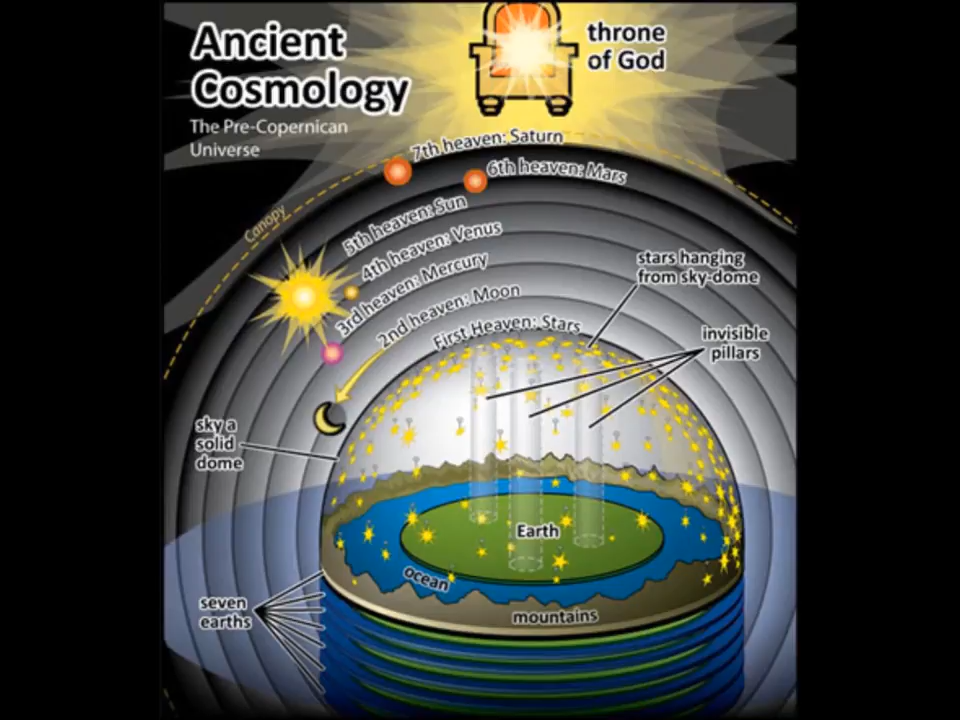 Ancient
Cosmology
The Pre-Copernican
Universe
throne
of God
7th heaven: Saturn
6th heaven: Mars
Canopy
5th heaven: Sun
4th heaven: Venus
3rd heaven: Mercury
2nd heaven: Moon
First Heaven: Stars
stars hanging
from sky-dome
invisible
pillars
sky a
solid
dome
Earth
ocean
mountains
seven
earths